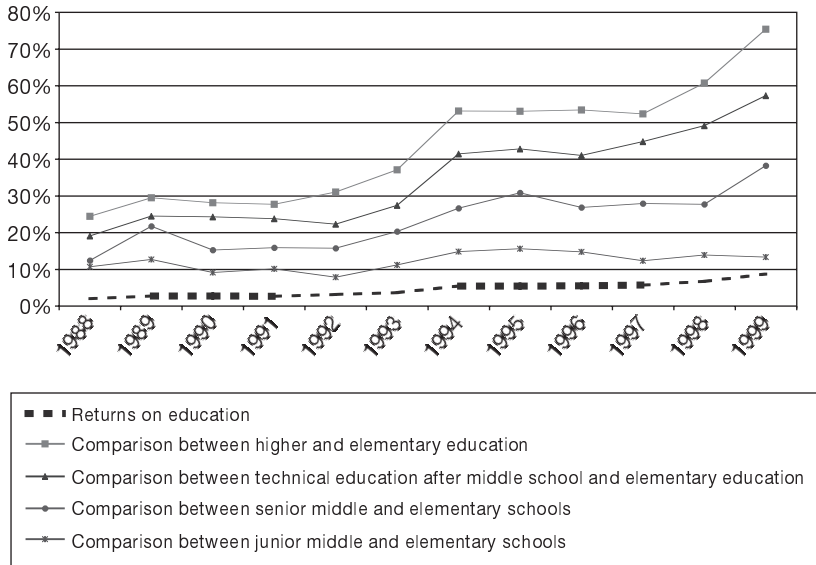 80%
70%
60%
50%
40%
30%
20%
10%
0%
1988 1989 1990 1991 1992 1993 1994 1995 1996 1997 1998 1999
Returns on education
Comparison between higher and elementary education
Comparison between technical education after middle school and elementary education
Comparison between senior middle and elementary schools
Comparison between junior middle and elementary schools